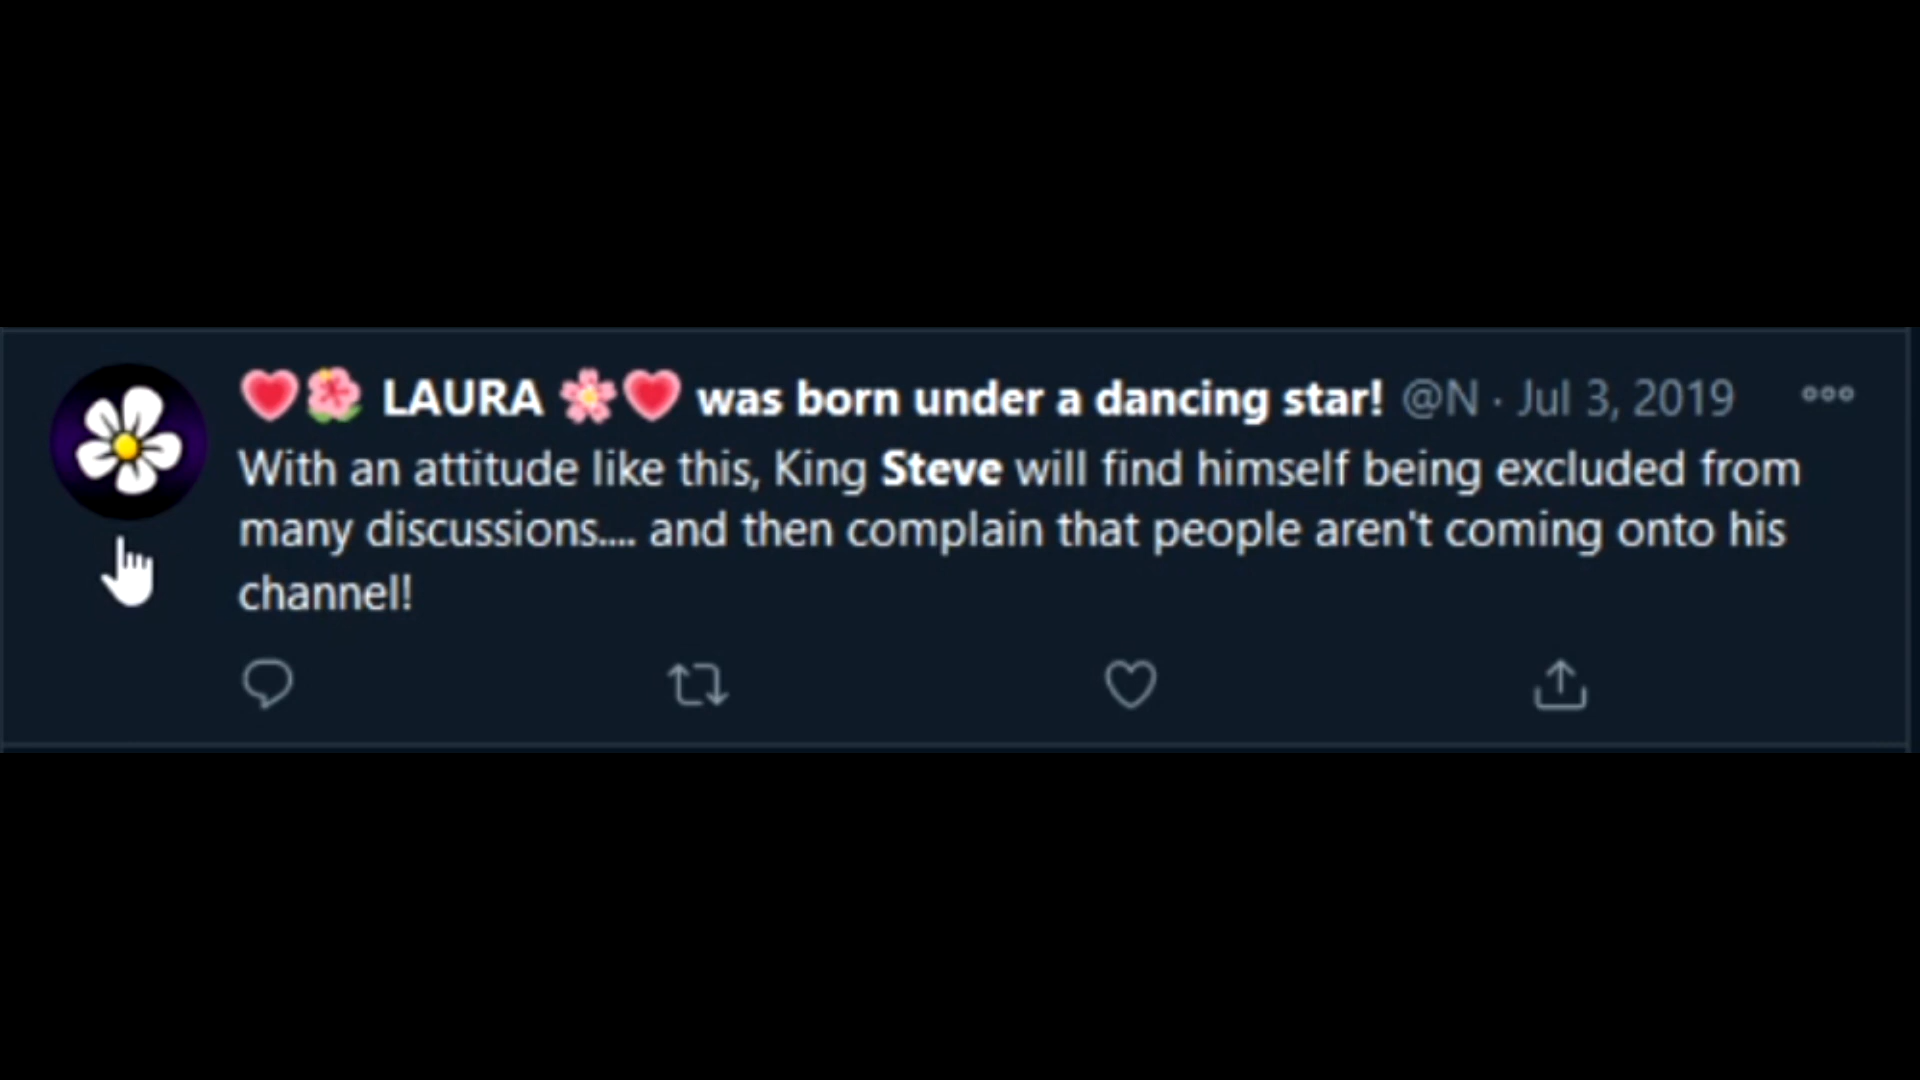 ❤️🌺 LAURA 🌸❤️ was born under a dancing star! @N · Jul 3, 2019
With an attitude like this, King Steve will find himself being excluded from
many discussions.... and then complain that people aren't coming onto his
channel!